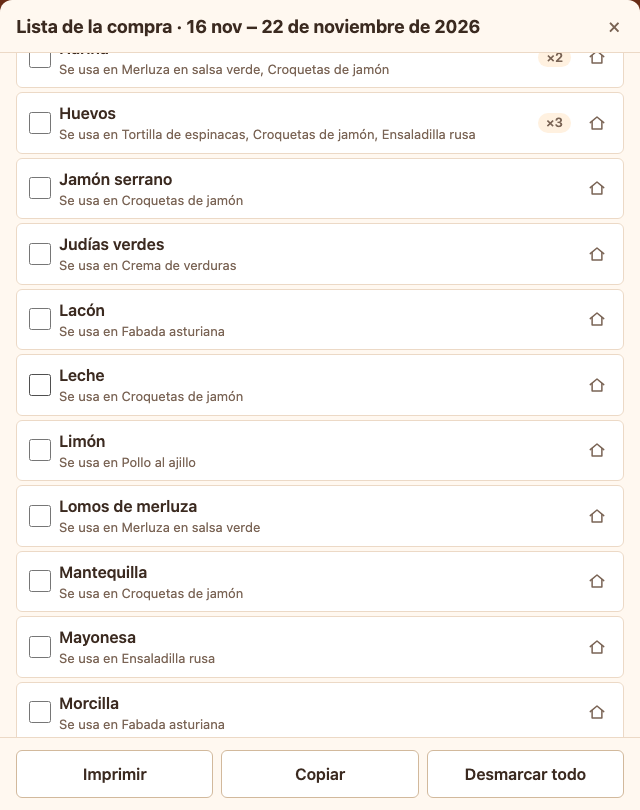 Lista de la compra · 16 nov – 22 de noviembre de 2026
×
Se usa en Merluza en salsa verde, Croquetas de jamón
×2
Huevos
Se usa en Tortilla de espinacas, Croquetas de jamón, Ensaladilla rusa
×3
Jamón serrano
Se usa en Croquetas de jamón
Judías verdes
Se usa en Crema de verduras
Lacón
Se usa en Fabada asturiana
Leche
Se usa en Croquetas de jamón
Limón
Se usa en Pollo al ajillo
Lomos de merluza
Se usa en Merluza en salsa verde
Mantequilla
Se usa en Croquetas de jamón
Mayonesa
Se usa en Ensaladilla rusa
Morcilla
Se usa en Fabada asturiana
Imprimir
Copiar
Desmarcar todo